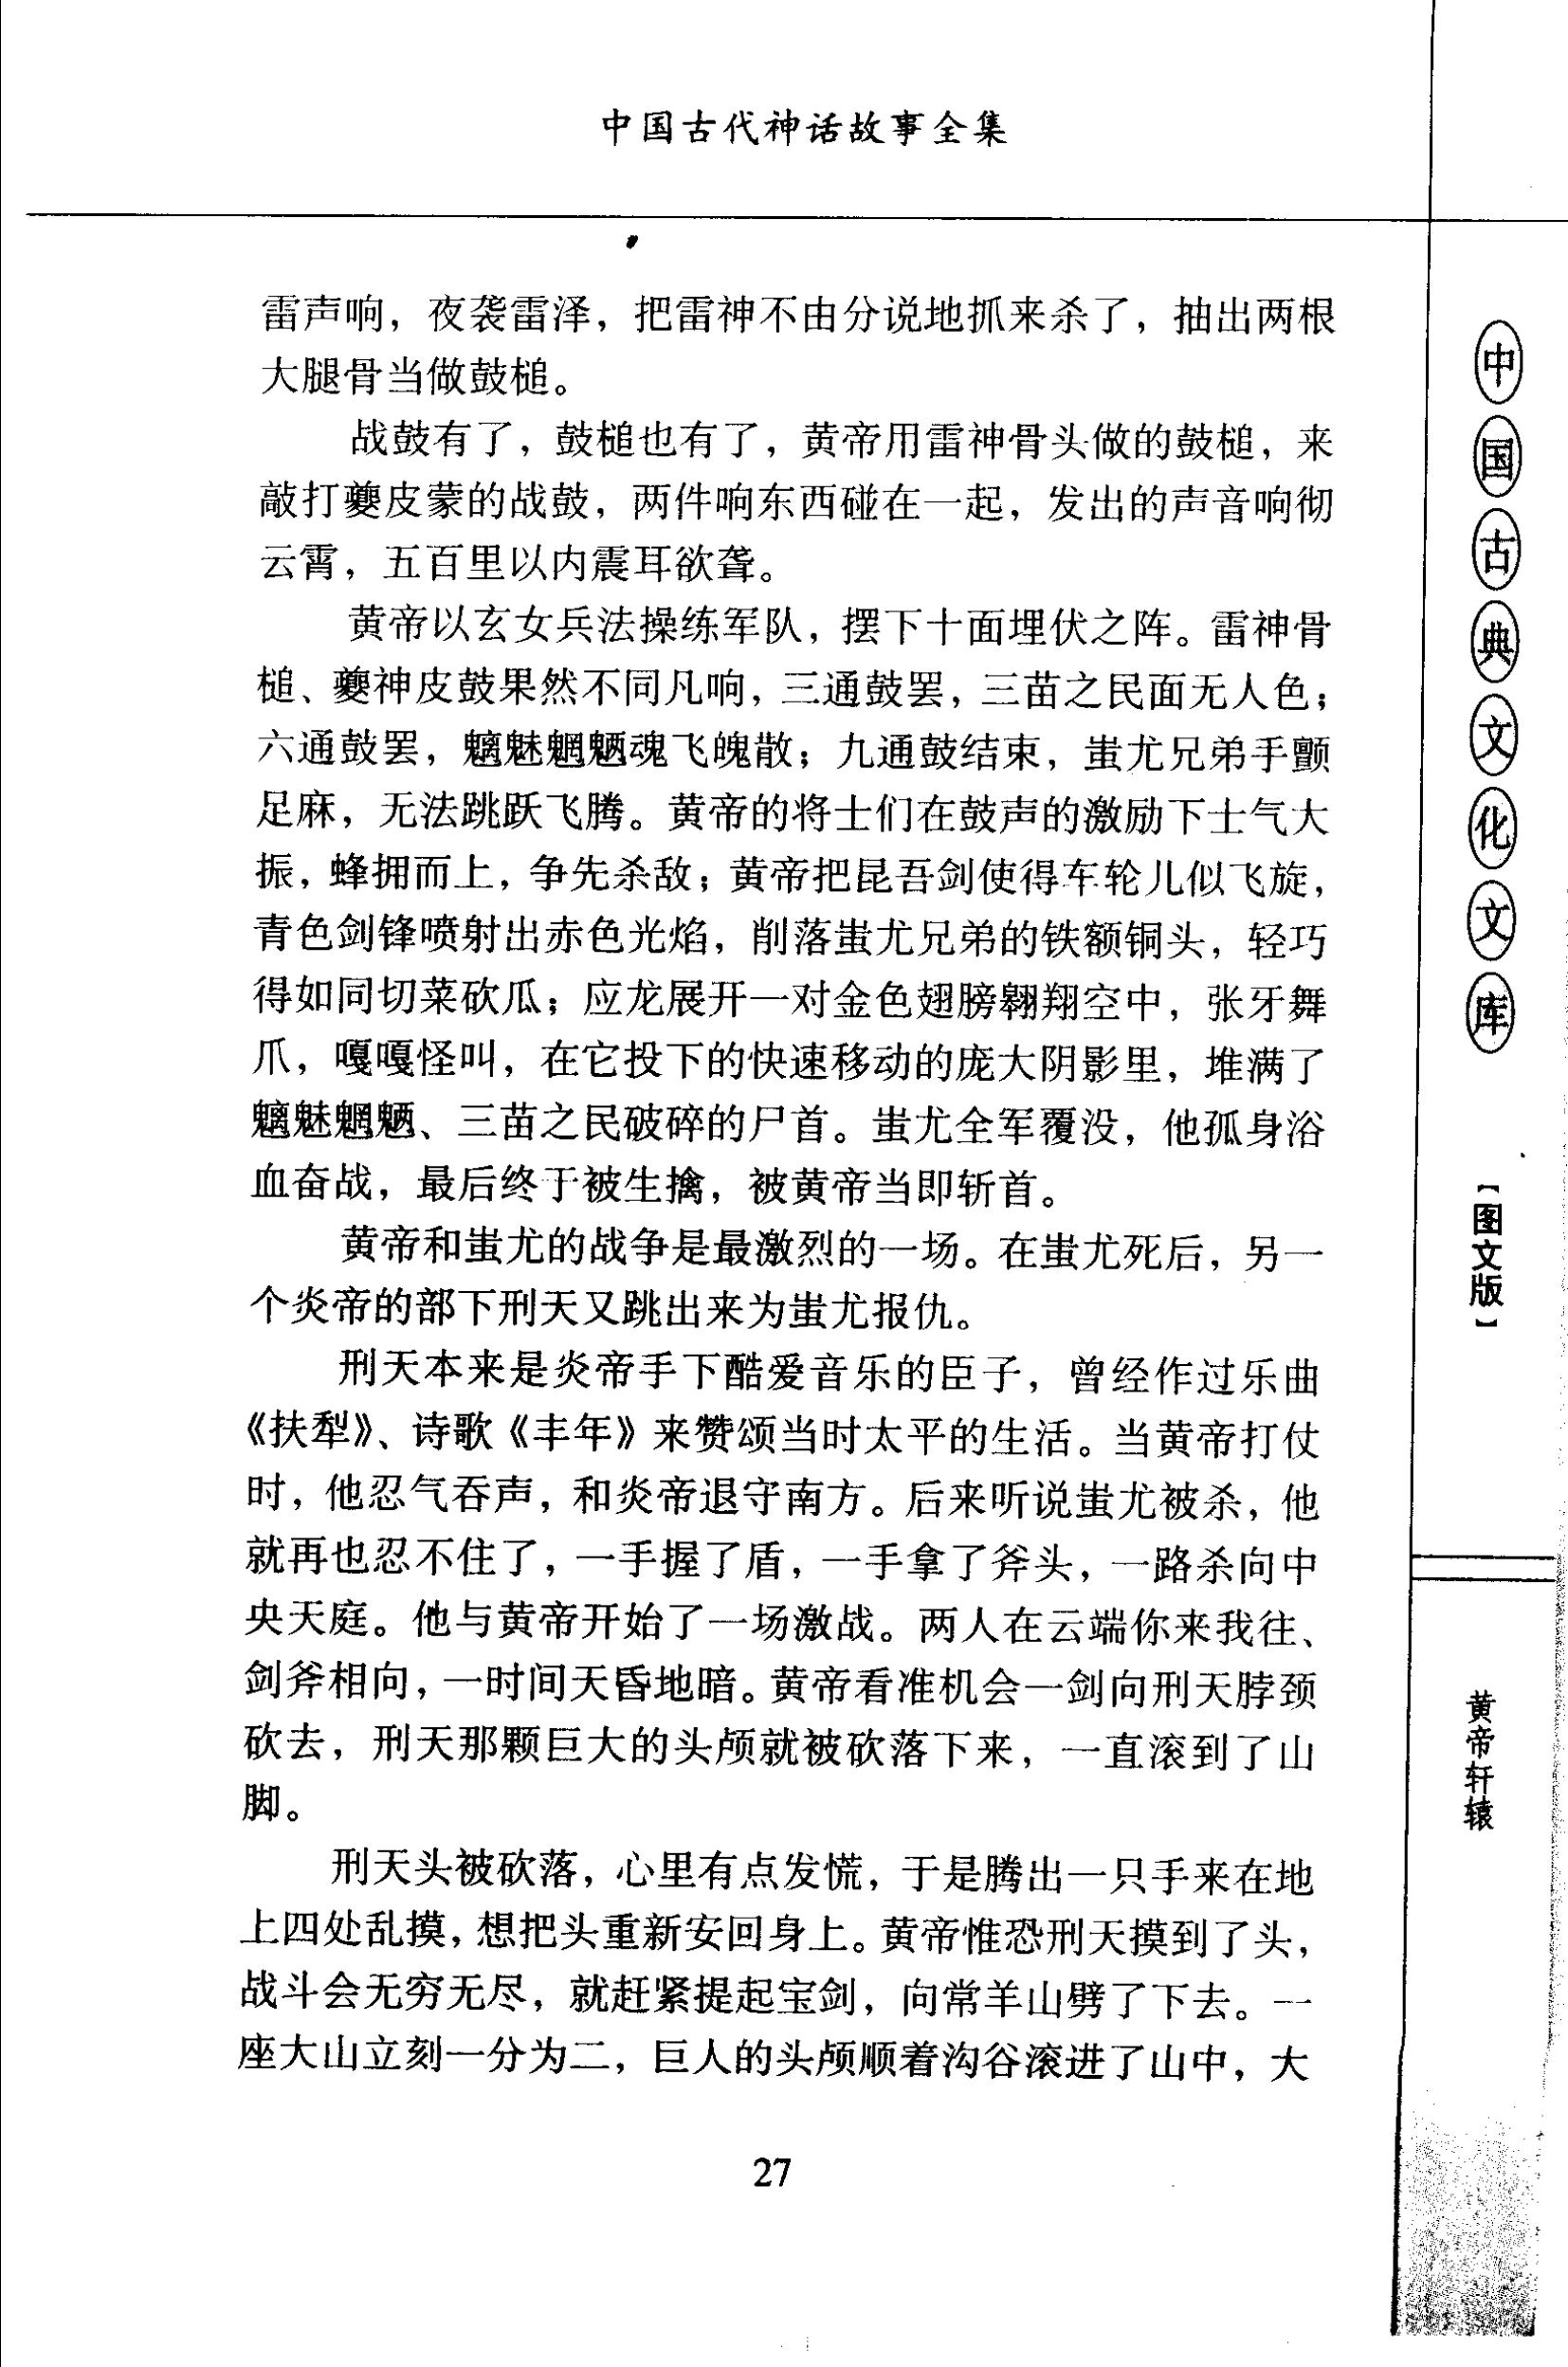 中国古代神话故事全集
雷声响，夜袭雷泽，把雷神不由分说地抓来杀了，抽出两根
大腿骨当做鼓槌。
战鼓有了，鼓槌也有了，黄帝用雷神骨头做的鼓槌，来
敲打夔皮蒙的战鼓，两件响东西碰在一起，发出的声音响彻
云霄，五百里以内震耳欲聋。
黄帝以玄女兵法操练军队，摆下十面埋伏之阵。雷神骨
槌、夔神皮鼓果然不同凡响，三通鼓罢，三苗之民面无人色；
六通鼓罢，魑魅魍魉魂飞魄散；九通鼓结束，蚩尤兄弟手颤
足麻，无法跳跃飞腾。黄帝的将士们在鼓声的激励下士气大
振，蜂拥而上，争先杀敌；黄帝把昆吾剑使得车轮儿似飞旋，
青色剑锋喷射出赤色光焰，削落蚩尤兄弟的铁额铜头，轻巧
得如同切菜砍瓜；应龙展开一对金色翅膀翱翔空中，张牙舞
爪，嘎嘎怪叫，在它投下的快速移动的庞大阴影里，堆满了
魑魅魍魉、三苗之民破碎的尸首。蚩尤全军覆没，他孤身浴
血奋战，最后终于被生擒，被黄帝当即斩首。
黄帝和蚩尤的战争是最激烈的一场。在蚩尤死后，另一
个炎帝的部下刑天又跳出来为蚩尤报仇。
刑天本来是炎帝手下酷爱音乐的臣子，曾经作过乐曲
《扶犁》、诗歌《丰年》来赞颂当时太平的生活。当黄帝打仗
时，他忍气吞声，和炎帝退守南方。后来听说蚩尤被杀，他
就再也忍不住了，一手握了盾，一手拿了斧头，一路杀向中
央天庭。他与黄帝开始了一场激战。两人在云端你来我往、
剑斧相向，一时间天昏地暗。黄帝看准机会一剑向刑天脖颈
砍去，刑天那颗巨大的头颅就被砍落下来，一直滚到了山
脚。
刑天头被砍落，心里有点发慌，于是腾出一只手来在地
上四处乱摸，想把头重新安回身上。黄帝惟恐刑天摸到了头，
战斗会无穷无尽，就赶紧提起宝剑，向常羊山劈了下去。一
座大山立刻一分为二，巨人的头颅顺着沟谷滚进了山中，大
27
中国古典文化文库
【图文版】
黄帝轩辕